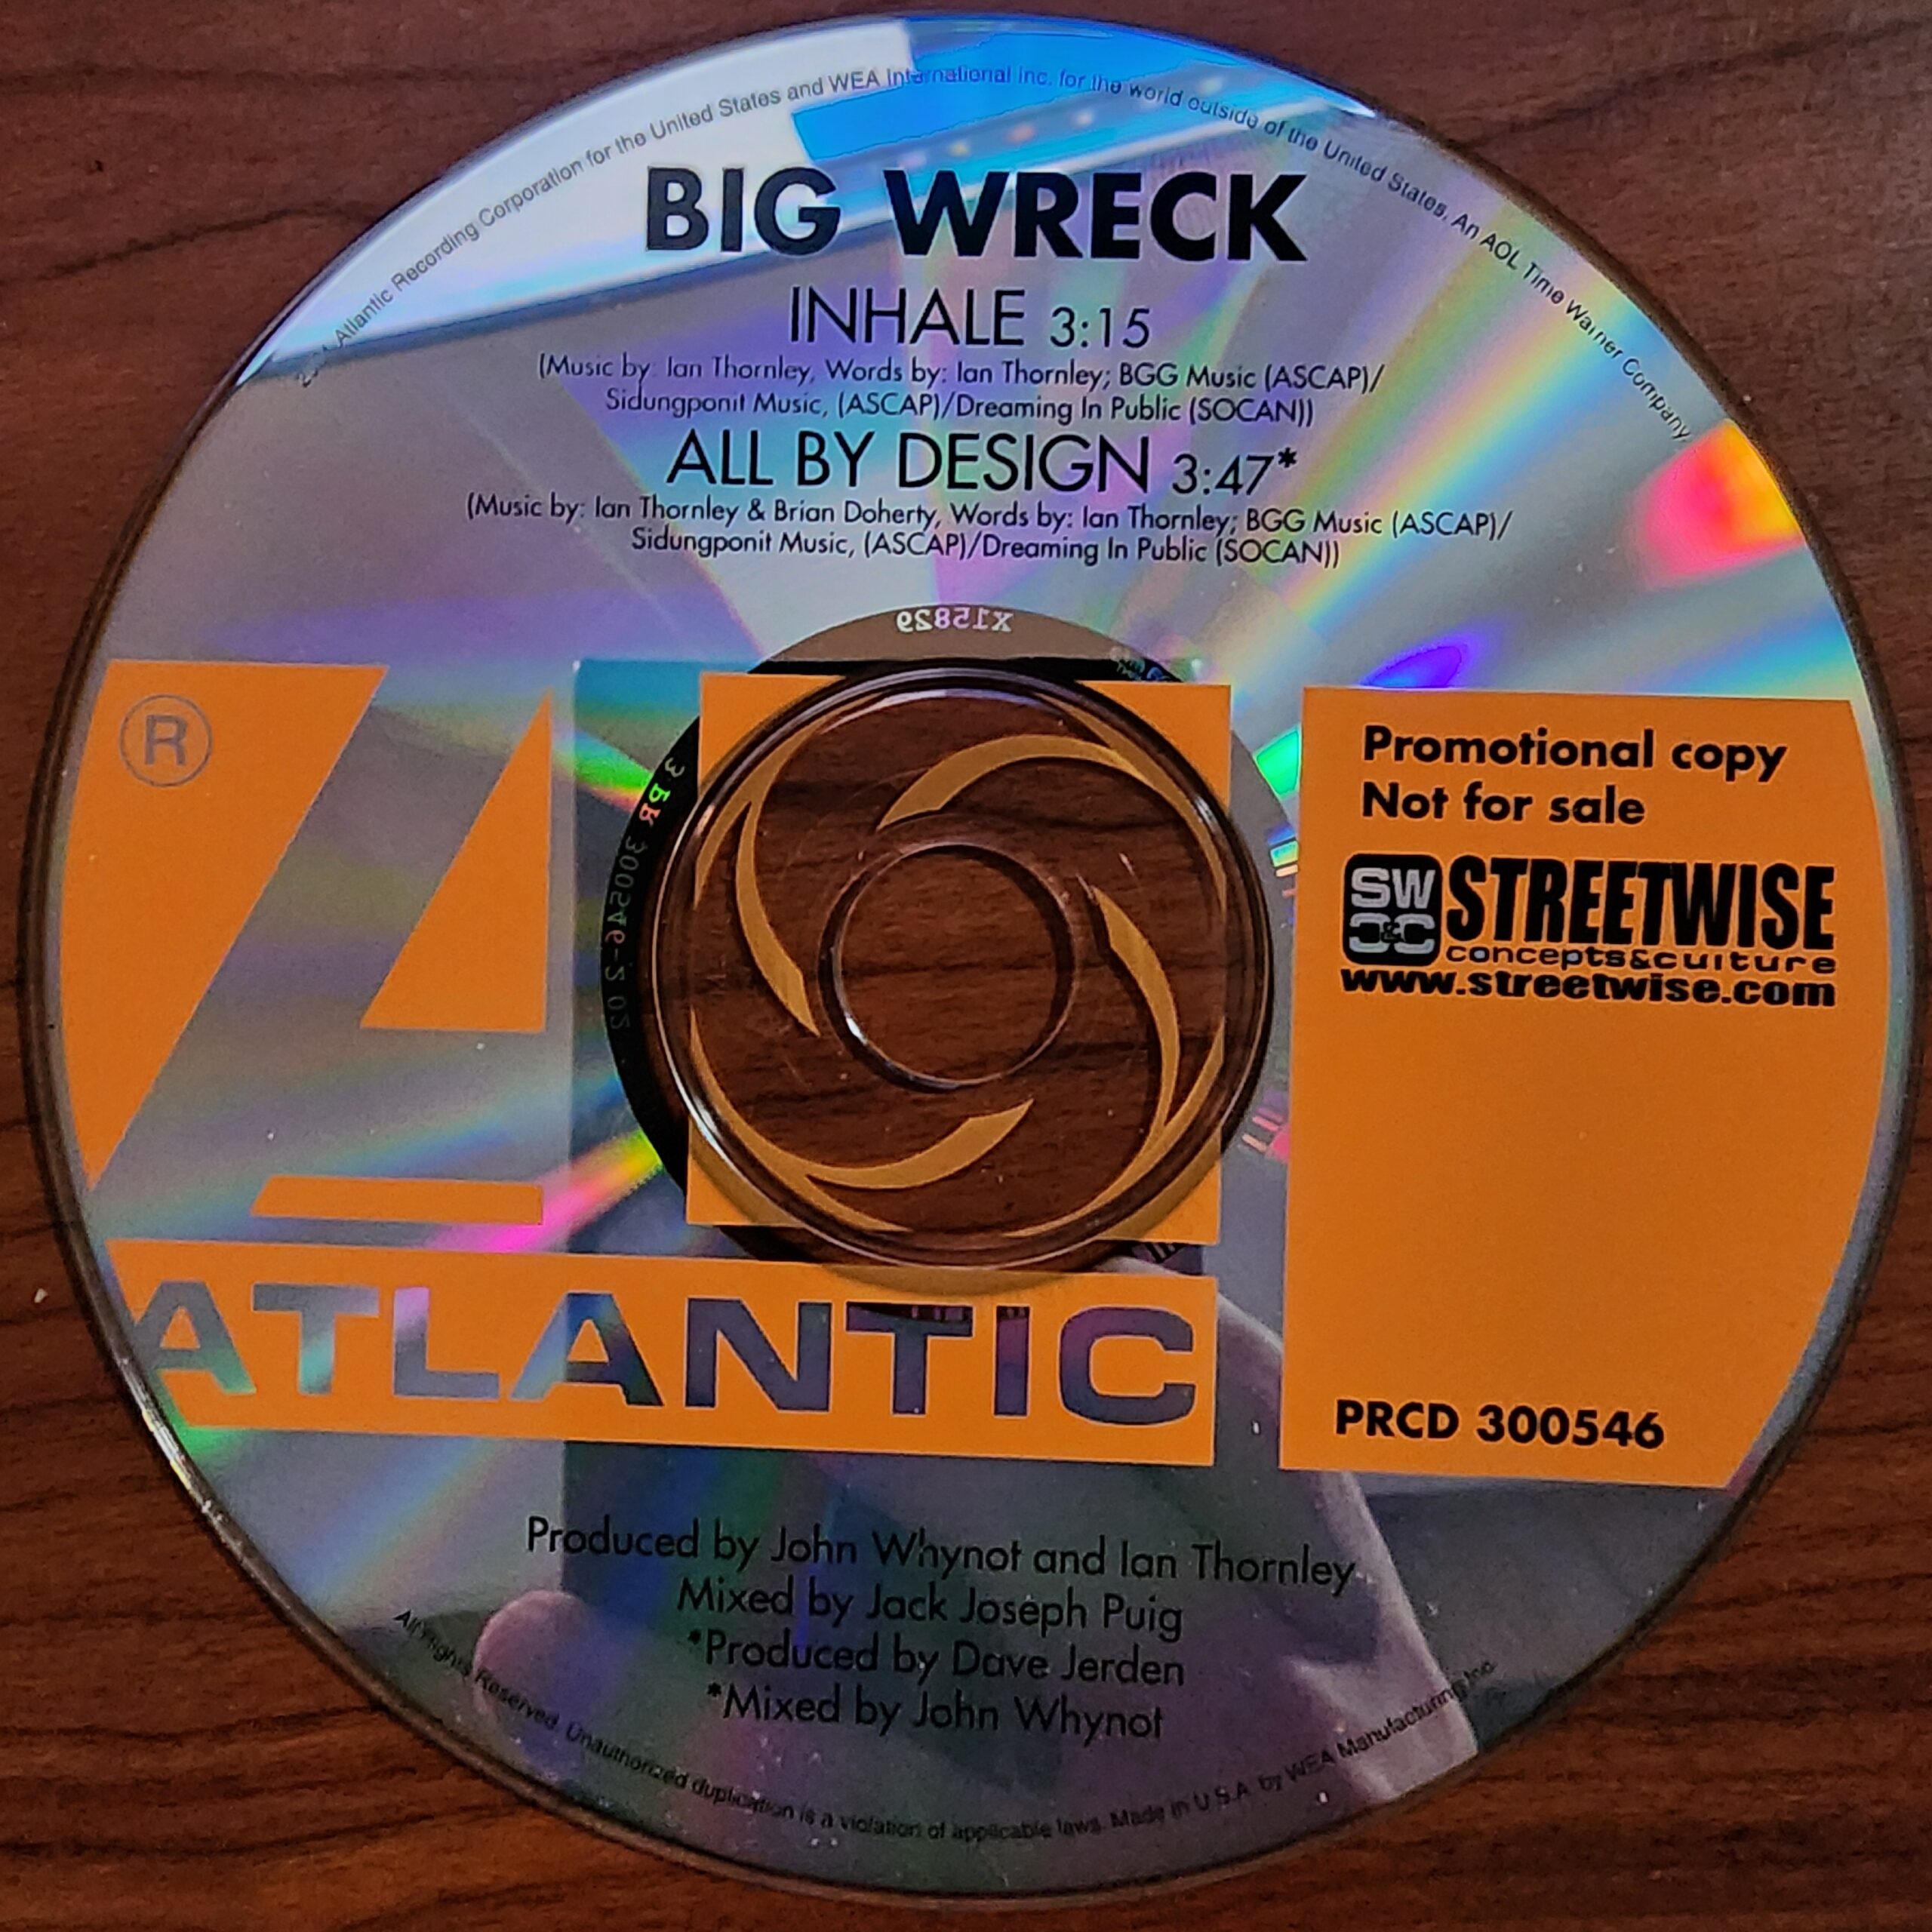 Atlantic Recording Corporation for the United States and WEA International Inc. for the world outside of the United States. An AOL Time Warner Company.
BIG WRECK
INHALE 3:15
(Music by: Ian Thornley, Words by: Ian Thornley; BGG Music (ASCAP)/
Sidungponit Music, (ASCAP)/Dreaming In Public (SOCAN))
ALL BY DESIGN 3:47*
(Music by: Ian Thornley & Brian Doherty, Words by: Ian Thornley; BGG Music (ASCAP)/
Sidungponit Music, (ASCAP)/Dreaming In Public (SOCAN))
X15829
®
3 PR 300546-2 02
Promotional copy
Not for sale
SW
C&C
STREETWISE
concepts&culture
www.streetwise.com
ATLANTIC
PRCD 300546
Produced by John Whynot and Ian Thornley
Mixed by Jack Joseph Puig
*Produced by Dave Jerden
*Mixed by John Whynot
All Rights Reserved. Unauthorized duplication is a violation of applicable laws. Made in U.S.A. by WEA Manufacturing Inc.